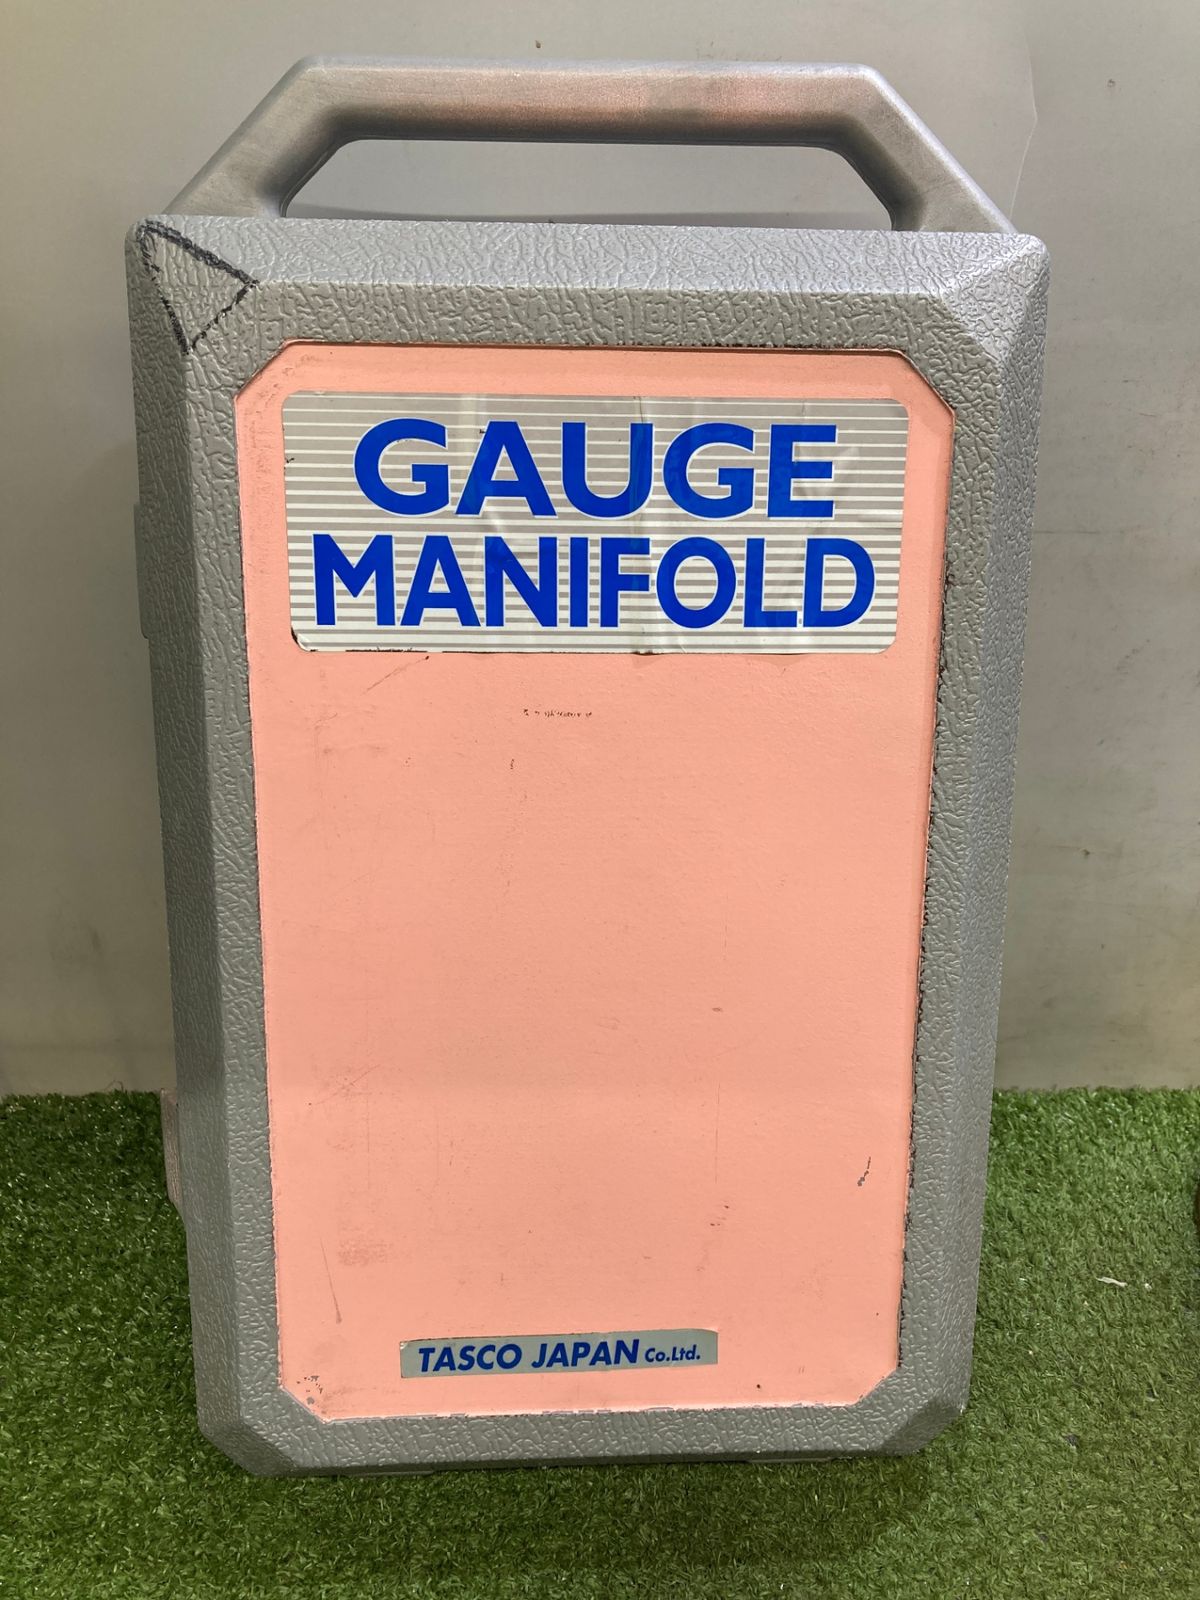 GAUGE
MANIFOLD
TASCO JAPAN Co.Ltd.